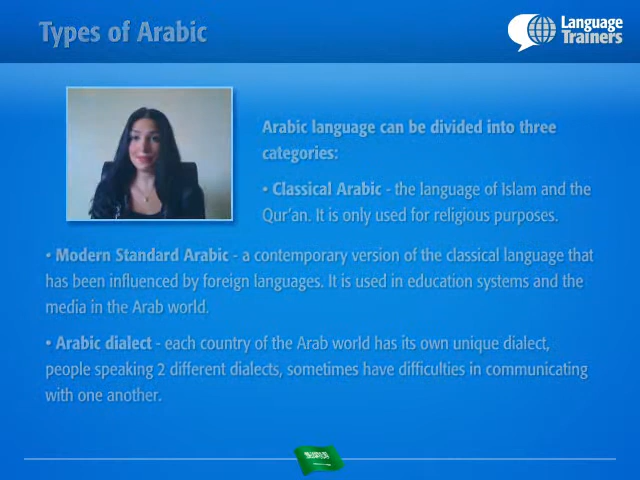 Types of Arabic
Language
Trainers
Arabic language can be divided into three
categories:
• Classical Arabic - the language of Islam and the
Qur'an. It is only used for religious purposes.
• Modern Standard Arabic - a contemporary version of the classical language that
has been influenced by foreign languages. It is used in education systems and the
media in the Arab world.
• Arabic dialect - each country of the Arab world has its own unique dialect,
people speaking 2 different dialects, sometimes have difficulties in communicating
with one another.